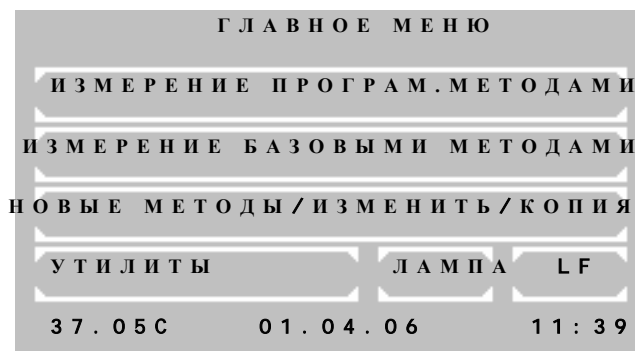 ГЛАВНОЕ МЕНЮ
ИЗМЕРЕНИЕ ПРОГРАМ.МЕТОДАМИ
ИЗМЕРЕНИЕ БАЗОВЫМИ МЕТОДАМИ
НОВЫЕ МЕТОДЫ/ИЗМЕНИТЬ/КОПИЯ
УТИЛИТЫ ЛАМПА LF
37.05C 01.04.06 11:39